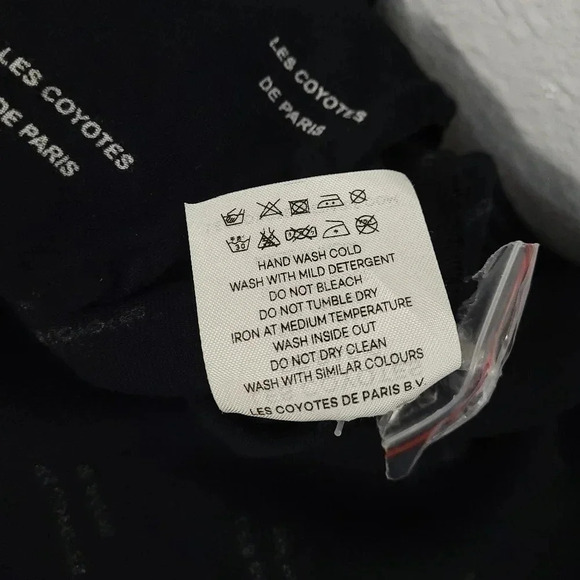 LES COYOTES
DE PARIS
LES COYOTES
DE PARIS
HAND WASH COLD
WASH WITH MILD DETERGENT
DO NOT BLEACH
DO NOT TUMBLE DRY
IRON AT MEDIUM TEMPERATURE
WASH INSIDE OUT
DO NOT DRY CLEAN
WASH WITH SIMILAR COLOURS
LES COYOTES DE PARIS B.V.